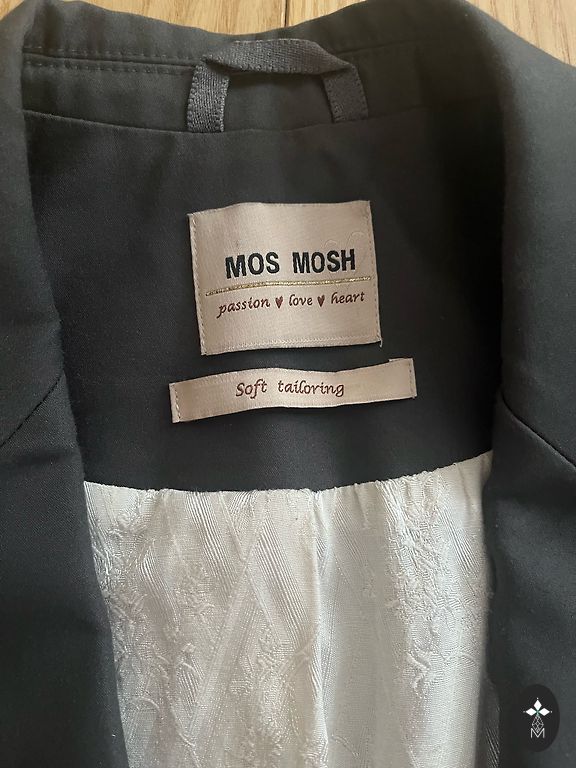 MOS MOSH
passion ♥ love ♥ heart
Soft tailoring
M